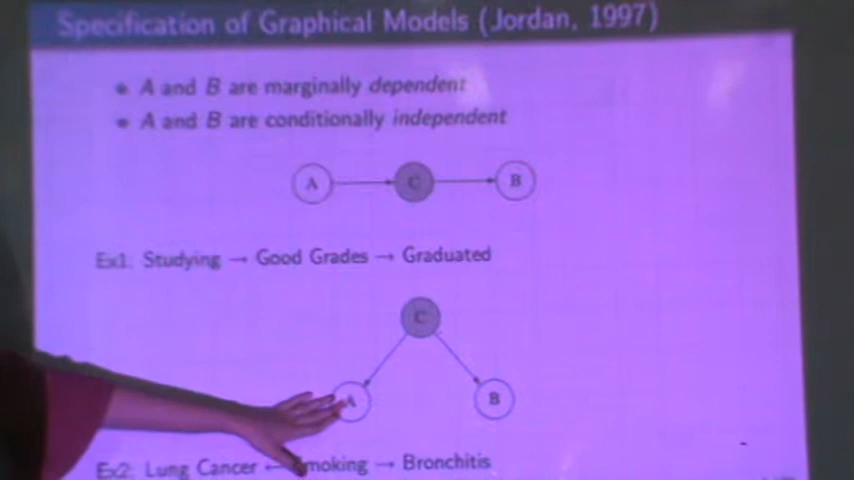 Specification of Graphical Models (Jordan, 1997)
A and B are marginally dependent
A and B are conditionally independent
A C B
Ex1: Studying → Good Grades → Graduated
C
A B
Ex2: Lung Cancer ← Smoking → Bronchitis